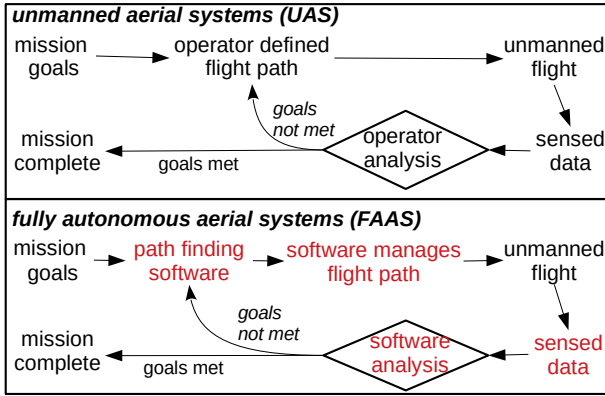 unmanned aerial systems (UAS)
mission
goals
operator defined
flight path
unmanned
flight
goals
not met
mission
complete
goals met
operator
analysis
sensed
data
fully autonomous aerial systems (FAAS)
mission
goals
path finding
software
software manages
flight path
unmanned
flight
goals
not met
mission
complete
goals met
software
analysis
sensed
data